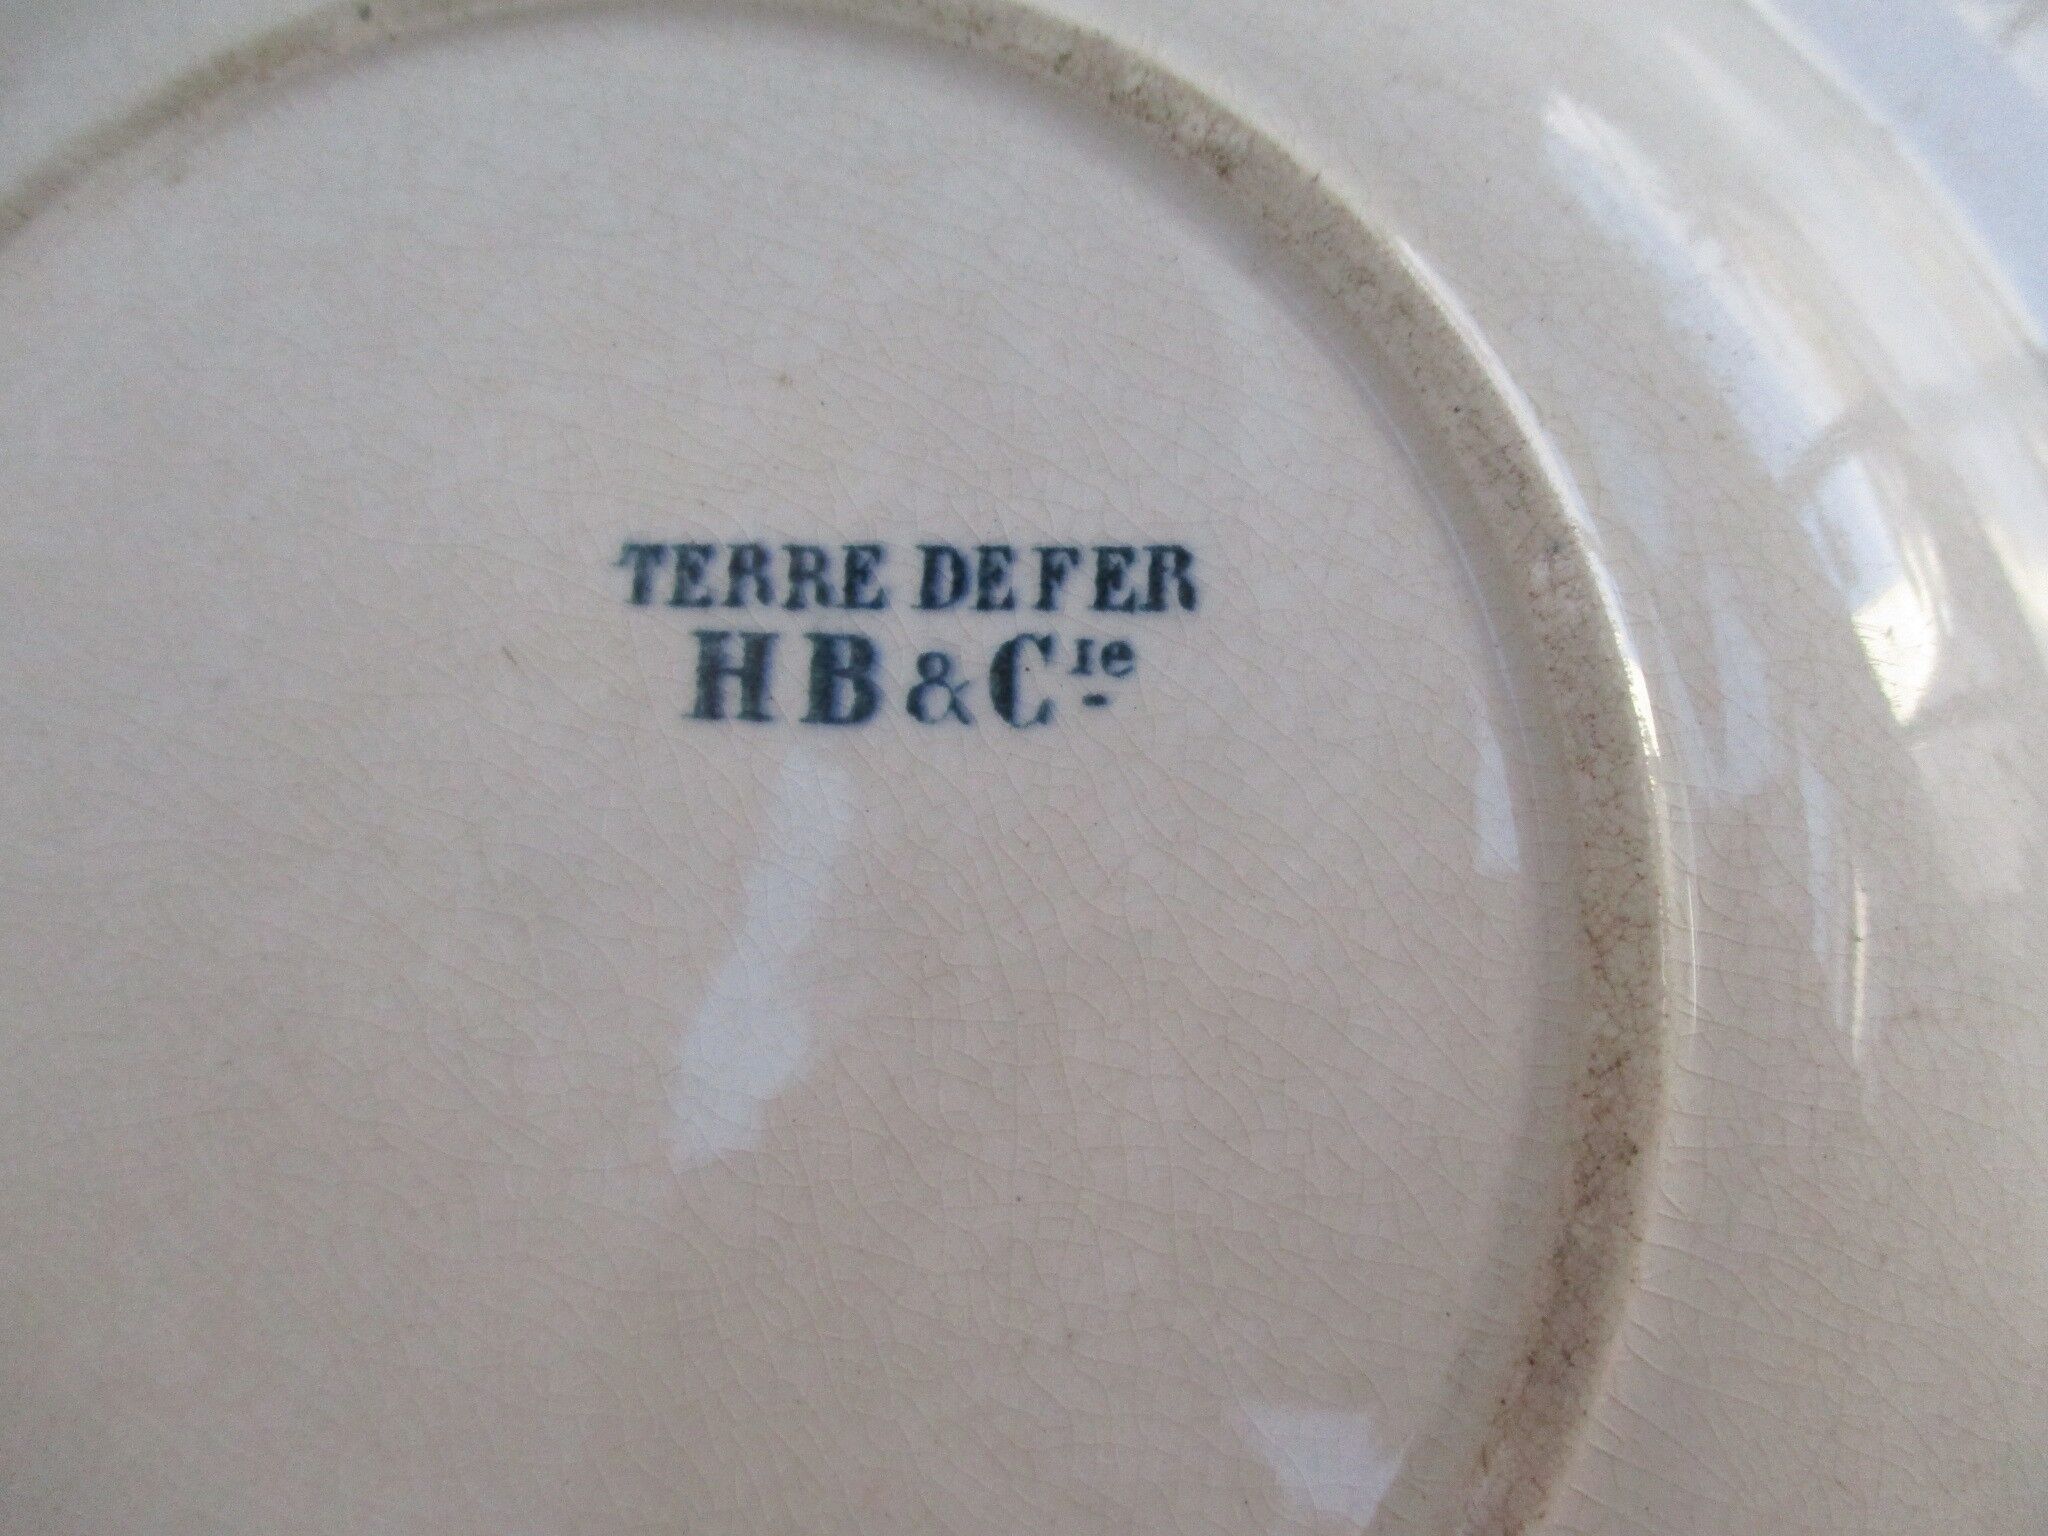 TERRE DE FER
H B & Cie